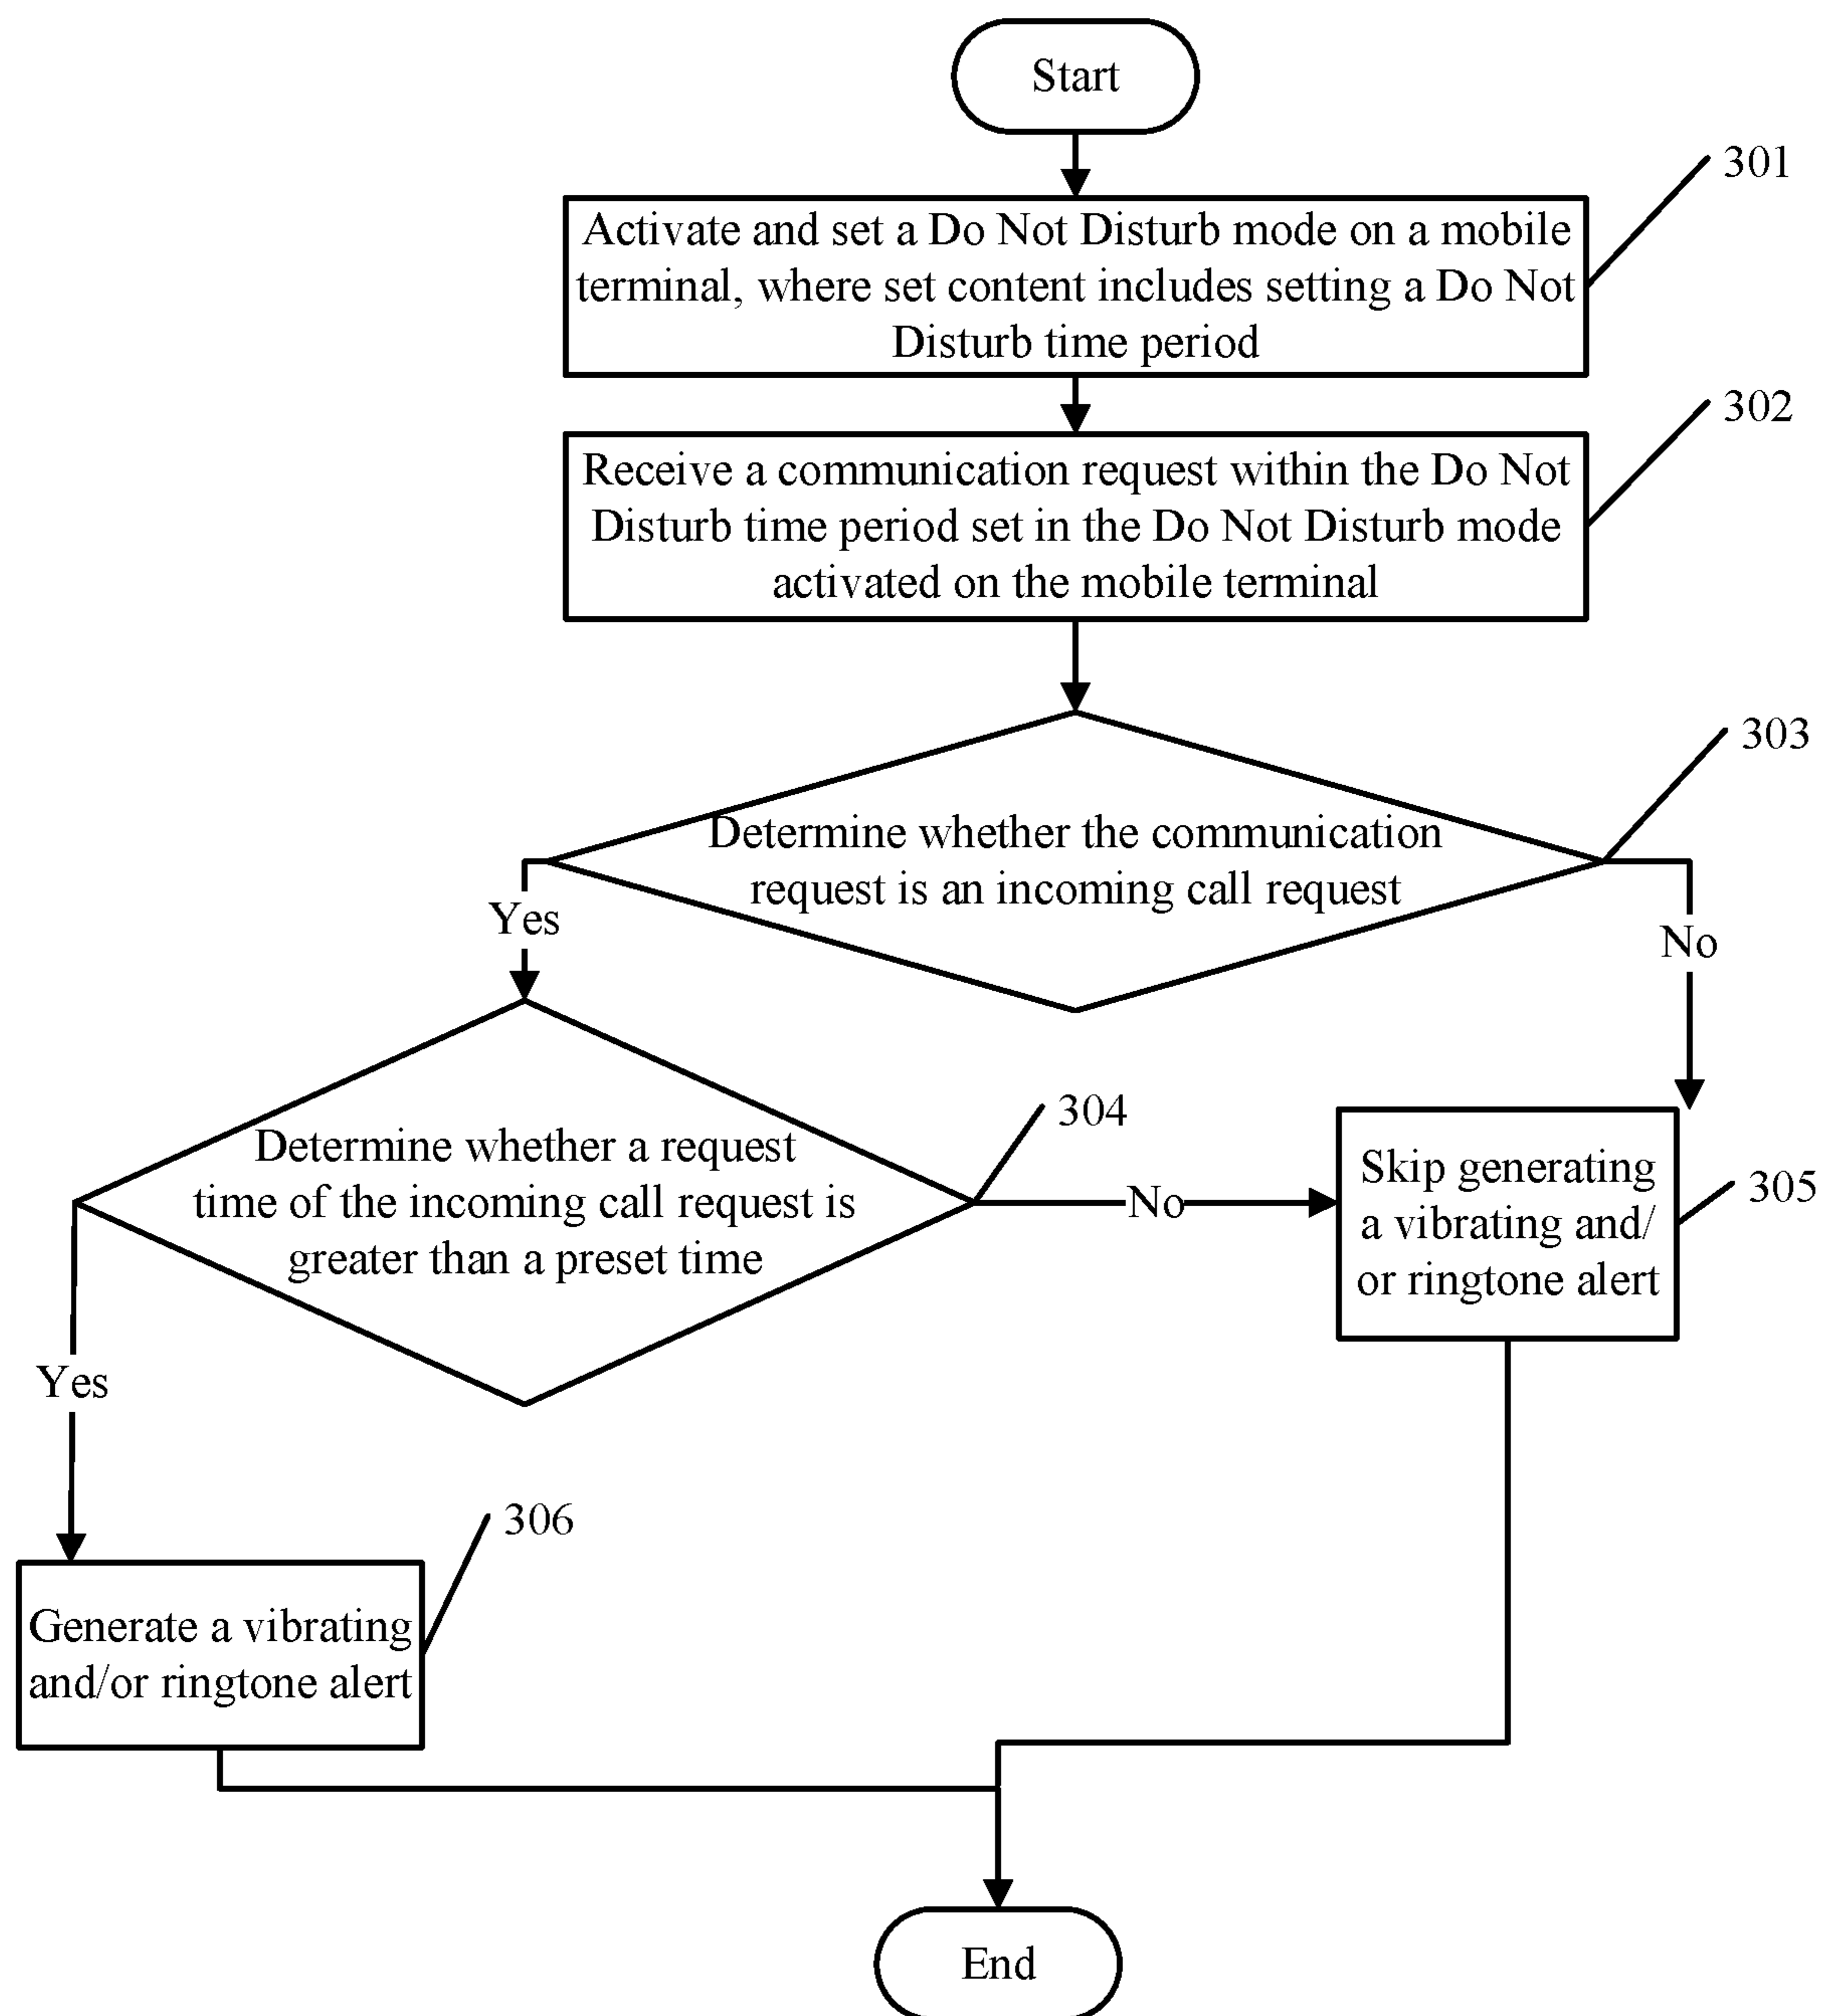 Start
301
Activate and set a Do Not Disturb mode on a mobile
terminal, where set content includes setting a Do Not
Disturb time period
302
Receive a communication request within the Do Not
Disturb time period set in the Do Not Disturb mode
activated on the mobile terminal
303
Determine whether the communication
request is an incoming call request
Yes
No
304
Determine whether a request
time of the incoming call request is
greater than a preset time
No
305
Skip generating
a vibrating and/
or ringtone alert
Yes
306
Generate a vibrating
and/or ringtone alert
End